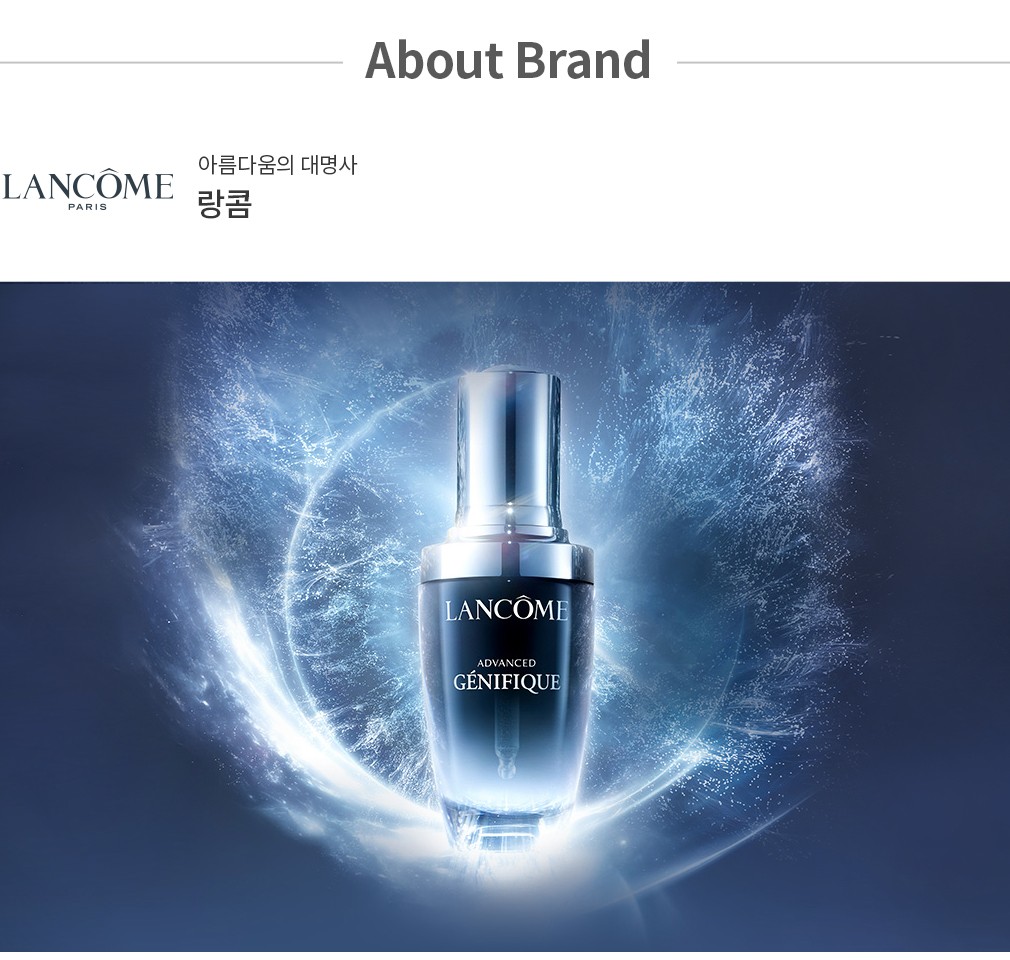 About Brand
LANCÔME
PARIS
아름다움의 대명사
랑콤
LANCÔME
ADVANCED
GÉNIFIQUE